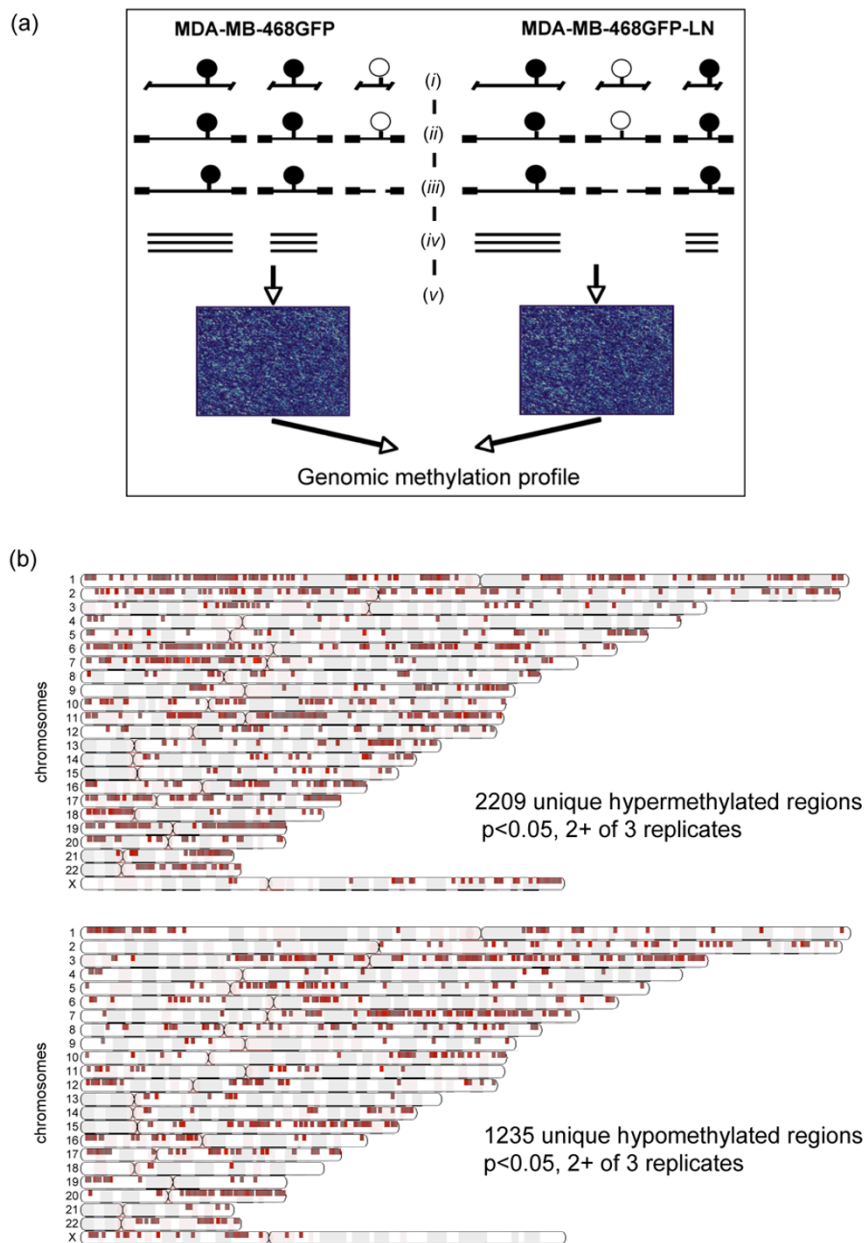 (a)
MDA-MB-468GFP
MDA-MB-468GFP-LN
(i)
(ii)
(iii)
(iv)
(v)
Genomic methylation profile
(b)
chromosomes
1
2
3
4
5
6
7
8
9
10
11
12
13
14
15
16
17
18
19
20
21
22
X
2209 unique hypermethylated regions
p<0.05, 2+ of 3 replicates
chromosomes
1
2
3
4
5
6
7
8
9
10
11
12
13
14
15
16
17
18
19
20
21
22
X
1235 unique hypomethylated regions
p<0.05, 2+ of 3 replicates